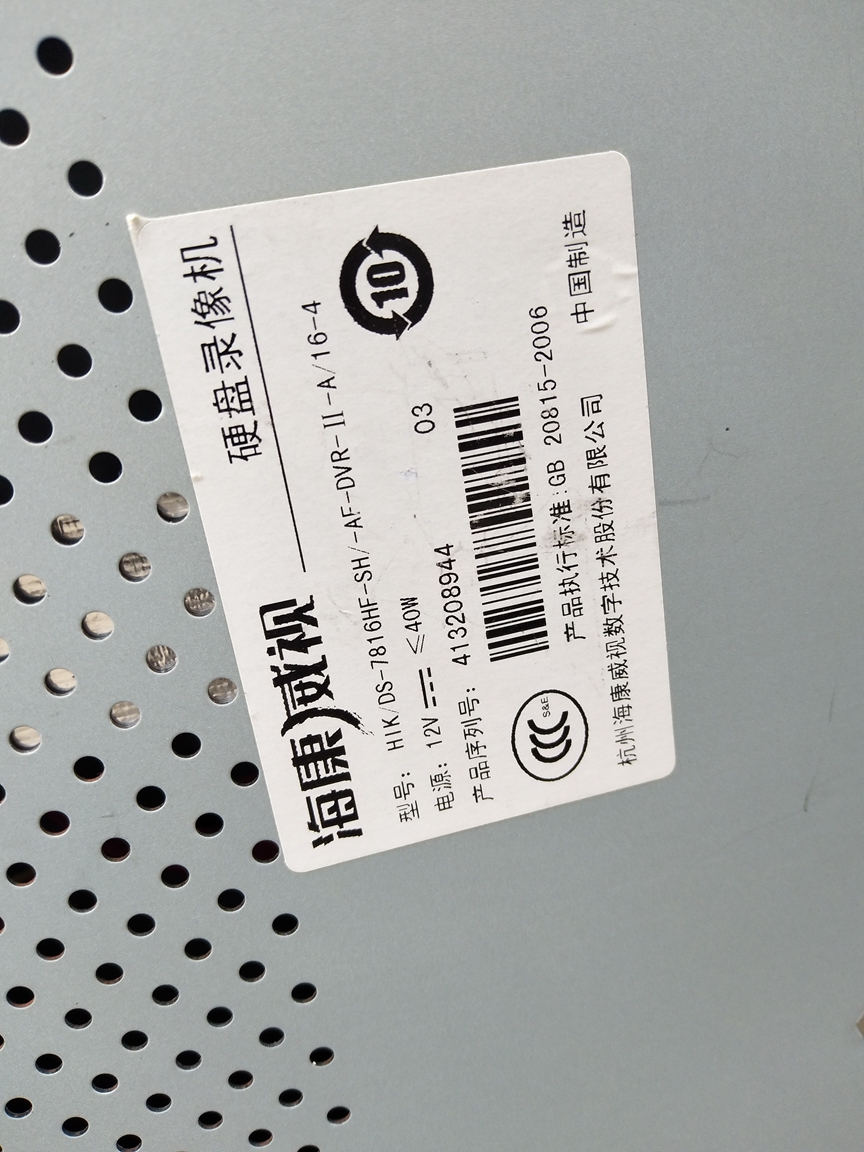 海康威视
硬盘录像机
型号: HIK/DS-7816HF-SH/-AF-DVR-II-A/16-4
电源: 12V ≤40W
03
10
产品序列号: 413208944
S&E
产品执行标准:GB 20815-2006
杭州海康威视数字技术股份有限公司
中国制造